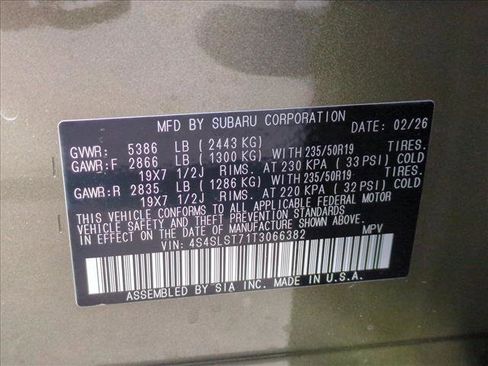 MFD BY SUBARU CORPORATION DATE: 02/26
GVWR: 5386 LB ( 2443 KG)
GAWR:F 2866 LB ( 1300 KG) WITH 235/50R19 TIRES.
19X7 1/2J RIMS. AT 230 KPA ( 33 PSI) COLD.
GAWR:R 2835 LB ( 1286 KG) WITH 235/50R19 TIRES.
19X7 1/2J RIMS. AT 220 KPA ( 32 PSI) COLD.
THIS VEHICLE CONFORMS TO ALL APPLICABLE FEDERAL MOTOR
VEHICLE SAFETY, BUMPER, AND THEFT PREVENTION STANDARDS
IN EFFECT ON THE DATE OF MANUFACTURE SHOWN ABOVE.
VIN: 4S4SLST71T3066382 MPV
ASSEMBLED BY SIA INC. MADE IN U.S.A.